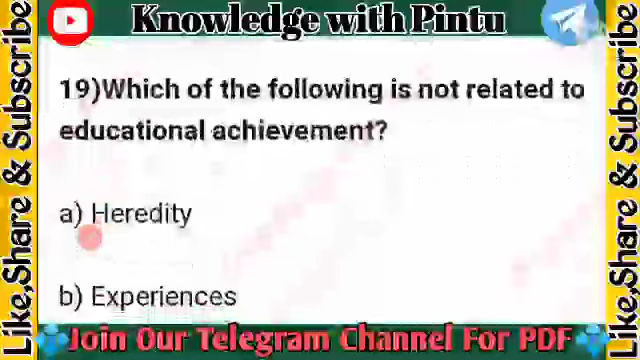 Knowledge with Pintu
19)Which of the following is not related to
educational achievement?
a) Heredity
b) Experiences
Join Our Telegram Channel For PDF
Like,Share & Subscribe
Like,Share & Subscribe